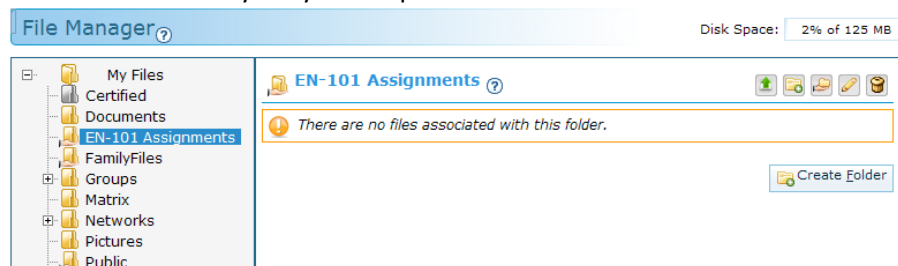 File Manager
Disk Space: 2% of 125 MB
My Files
Certified
Documents
EN-101 Assignments
FamilyFiles
Groups
Matrix
Networks
Pictures
Public
EN-101 Assignments
There are no files associated with this folder.
Create Folder